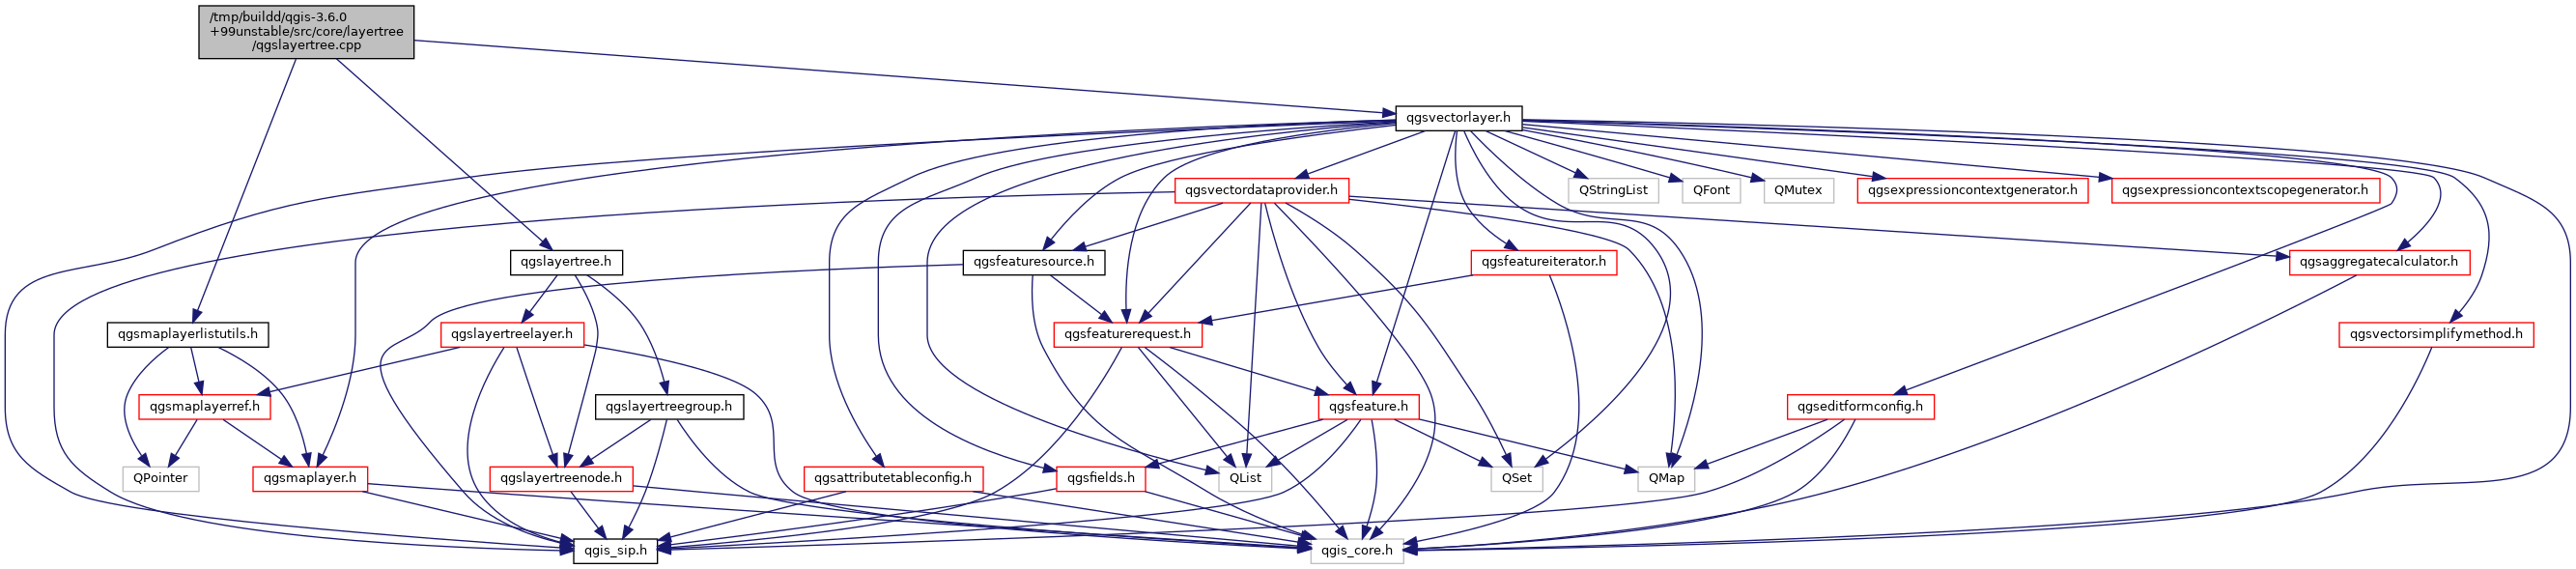 /tmp/buildd/qgis-3.6.0
+99unstable/src/core/layertree
/qgslayertree.cpp
qgsvectorlayer.h
qgsvectordataprovider.h
QStringList
QFont
QMutex
qgsexpressioncontextgenerator.h
qgsexpressioncontextscopegenerator.h
qgslayertree.h
qgsfeaturesource.h
qgsfeatureiterator.h
qgsaggregatecalculator.h
qgsmaplayerlistutils.h
qgslayertreelayer.h
qgsfeaturerequest.h
qgsvectorsimplifymethod.h
qgsmaplayerref.h
qgslayertreegroup.h
qgsfeature.h
qgseditformconfig.h
QPointer
qgsmaplayer.h
qgslayertreenode.h
qgsattributetableconfig.h
qgsfields.h
QList
QSet
QMap
qgis_sip.h
qgis_core.h